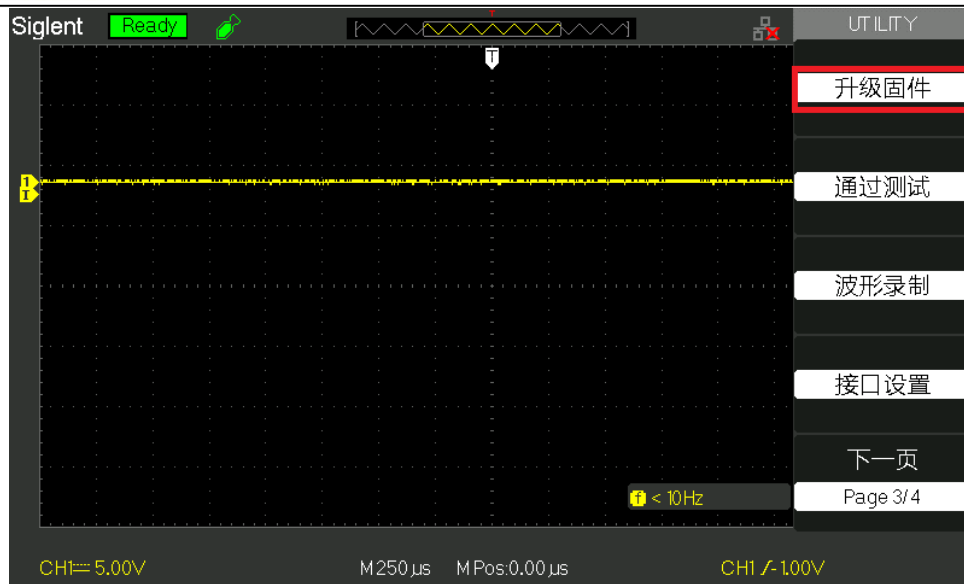 Siglent Ready T UTILITY
T
升级固件
1
T
通过测试
波形录制
接口设置
下一页
f < 10Hz
Page 3/4
CH1 5.00V M 250µs M Pos:0.00µs CH1 /-1.00V